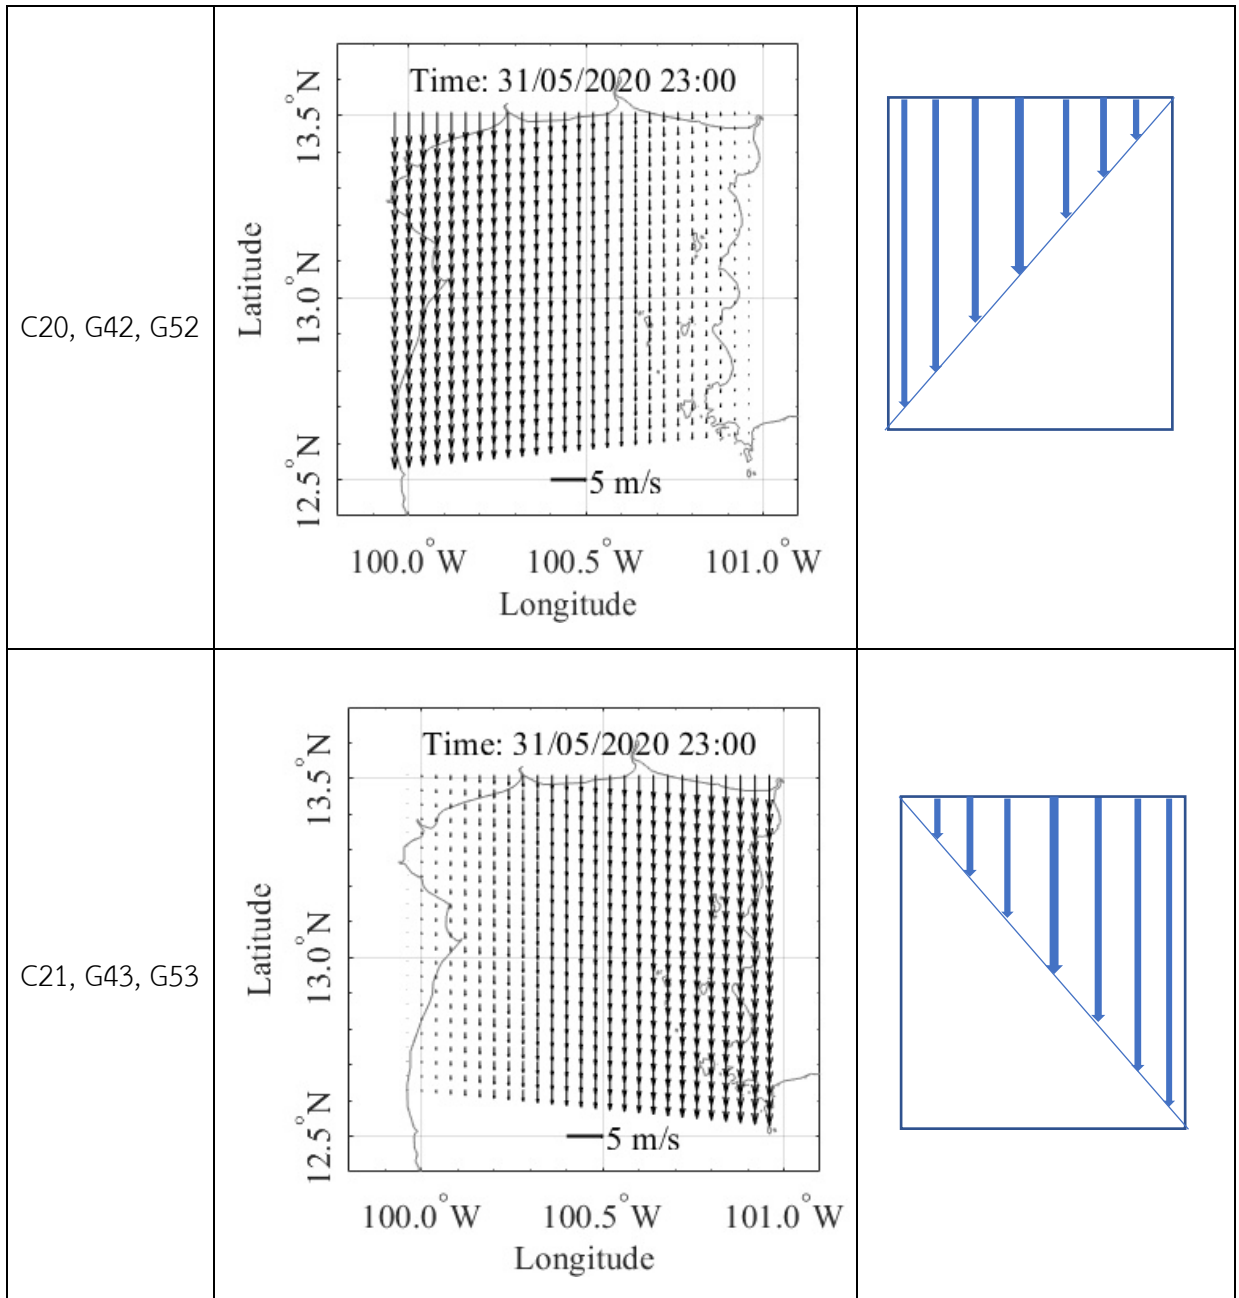 C20, G42, G52
Time: 31/05/2020 23:00
13.5°N
13.0°N
12.5°N
Latitude
5 m/s
100.0°W 100.5°W 101.0°W
Longitude
C21, G43, G53
Time: 31/05/2020 23:00
13.5°N
13.0°N
12.5°N
Latitude
5 m/s
100.0°W 100.5°W 101.0°W
Longitude